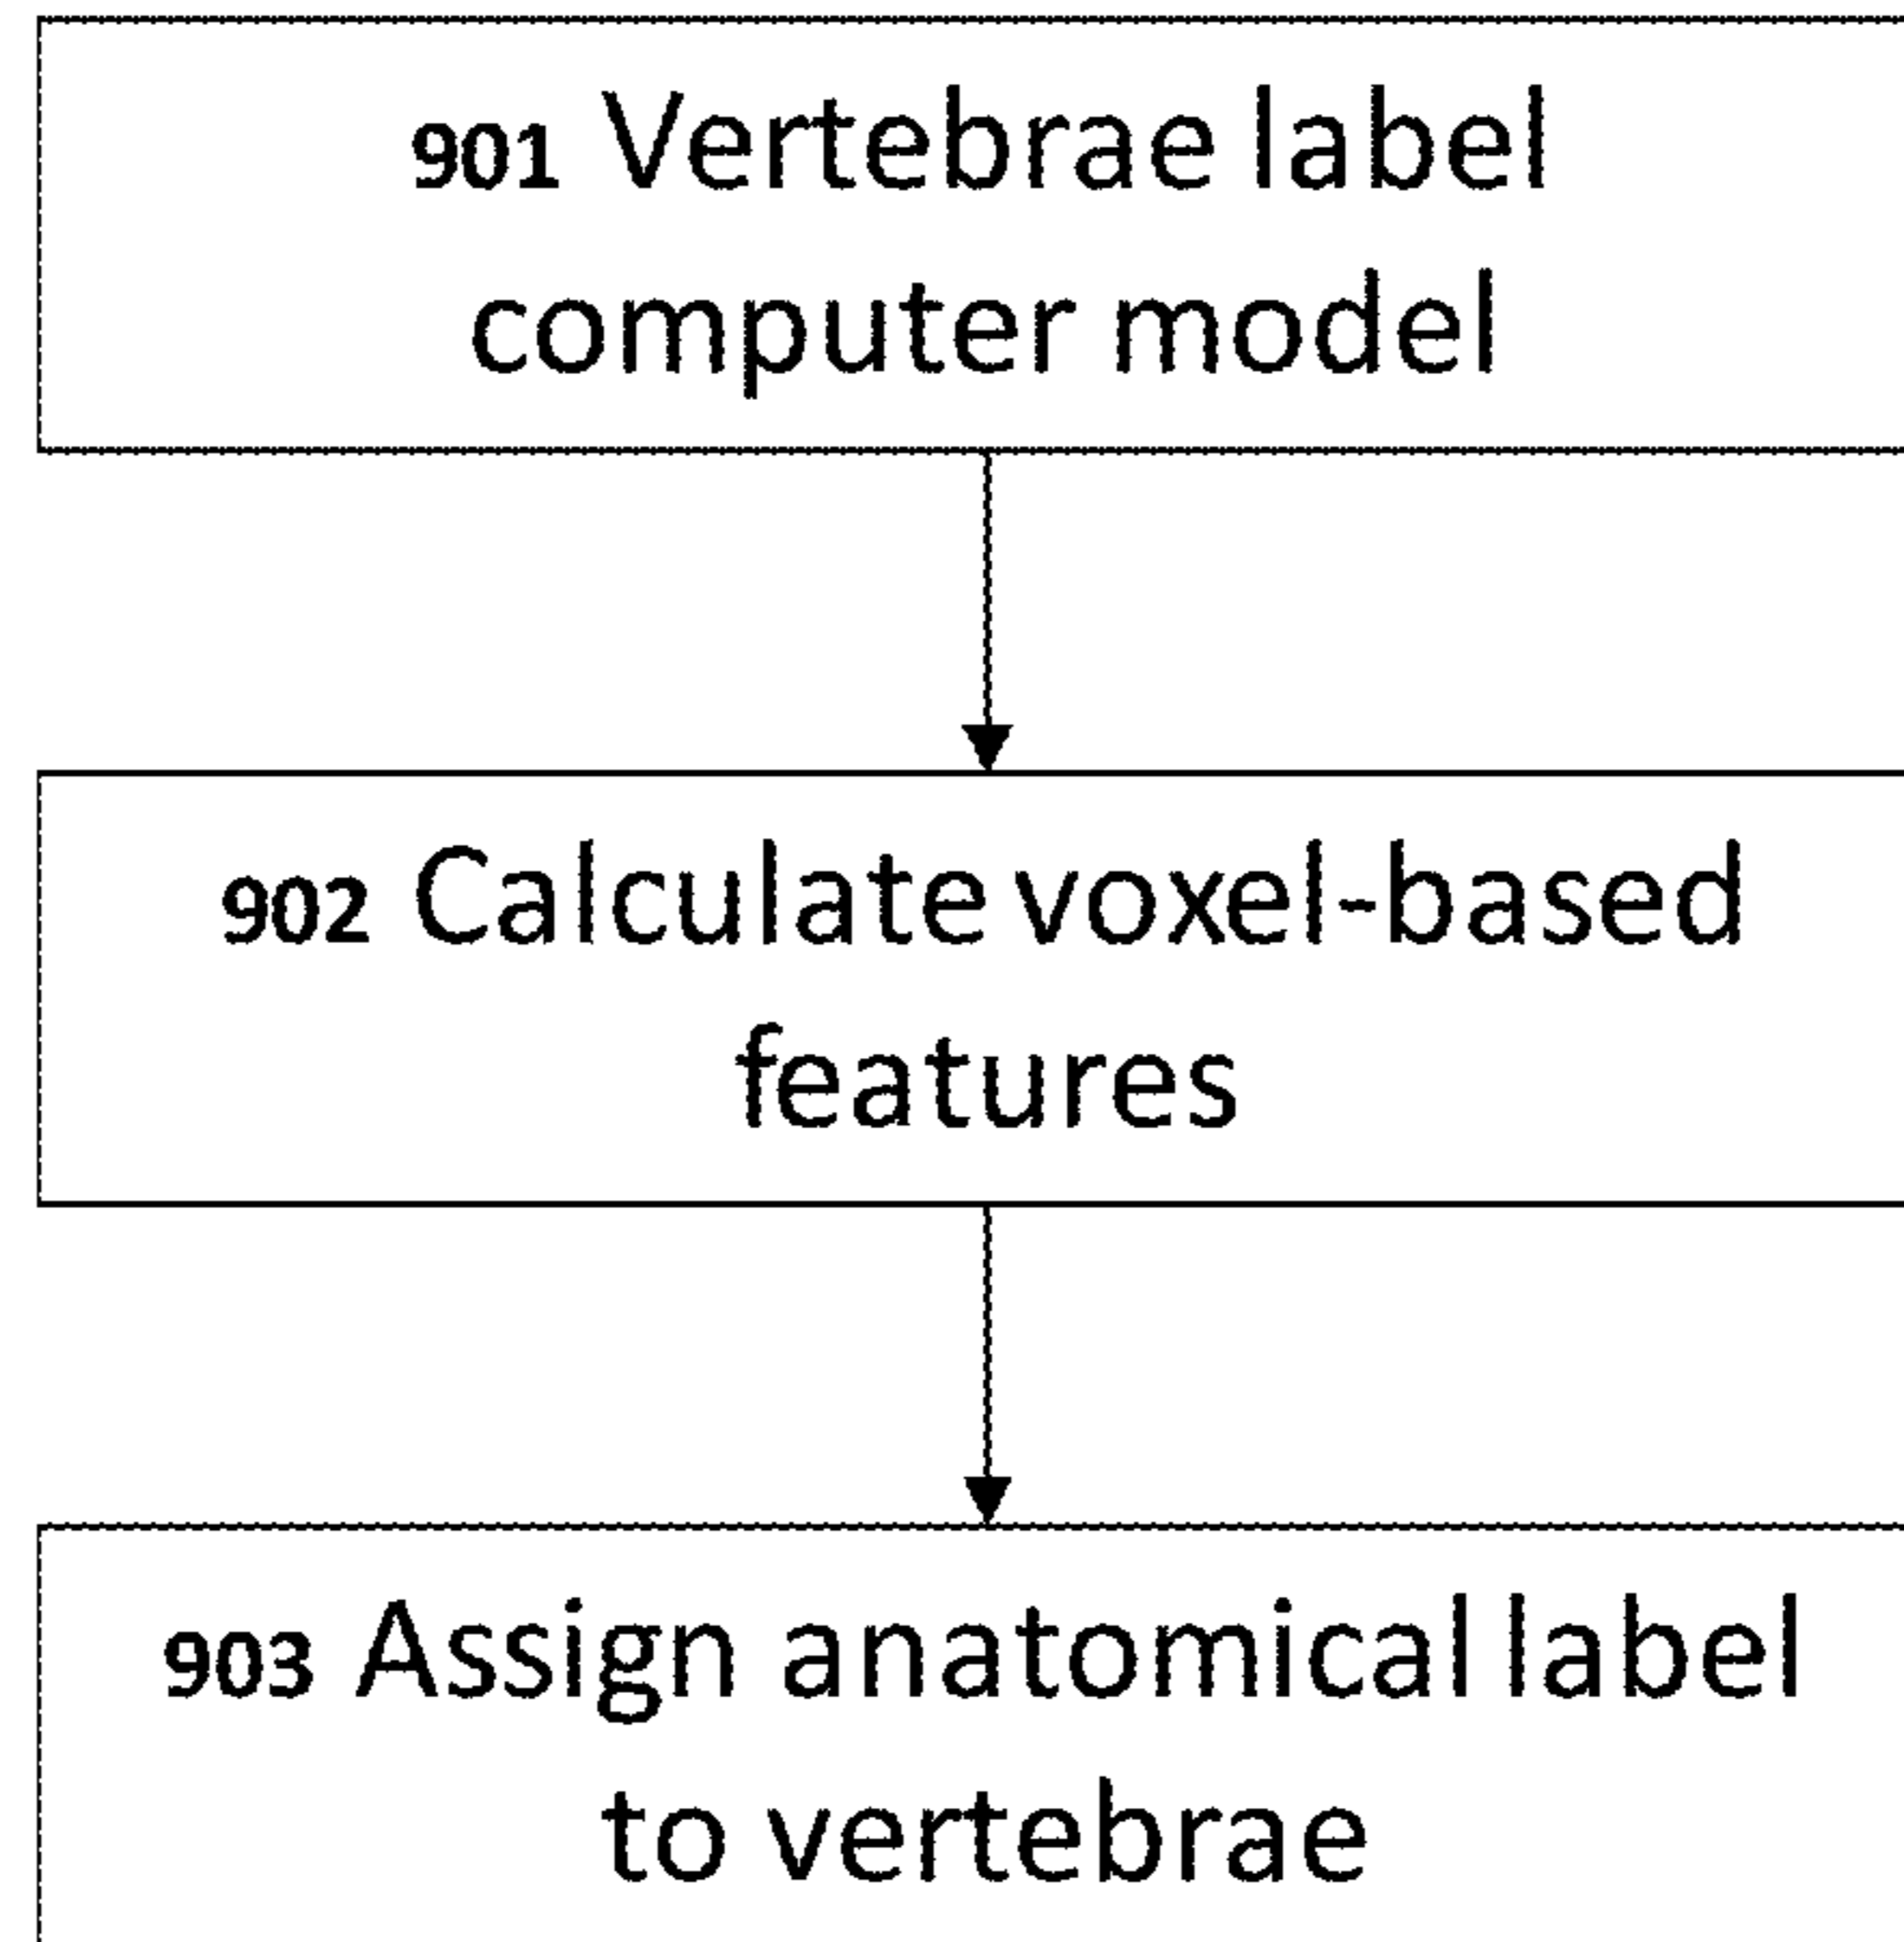 901 Vertebrae label
computer model
902 Calculate voxel-based
features
903 Assign anatomical label
to vertebrae